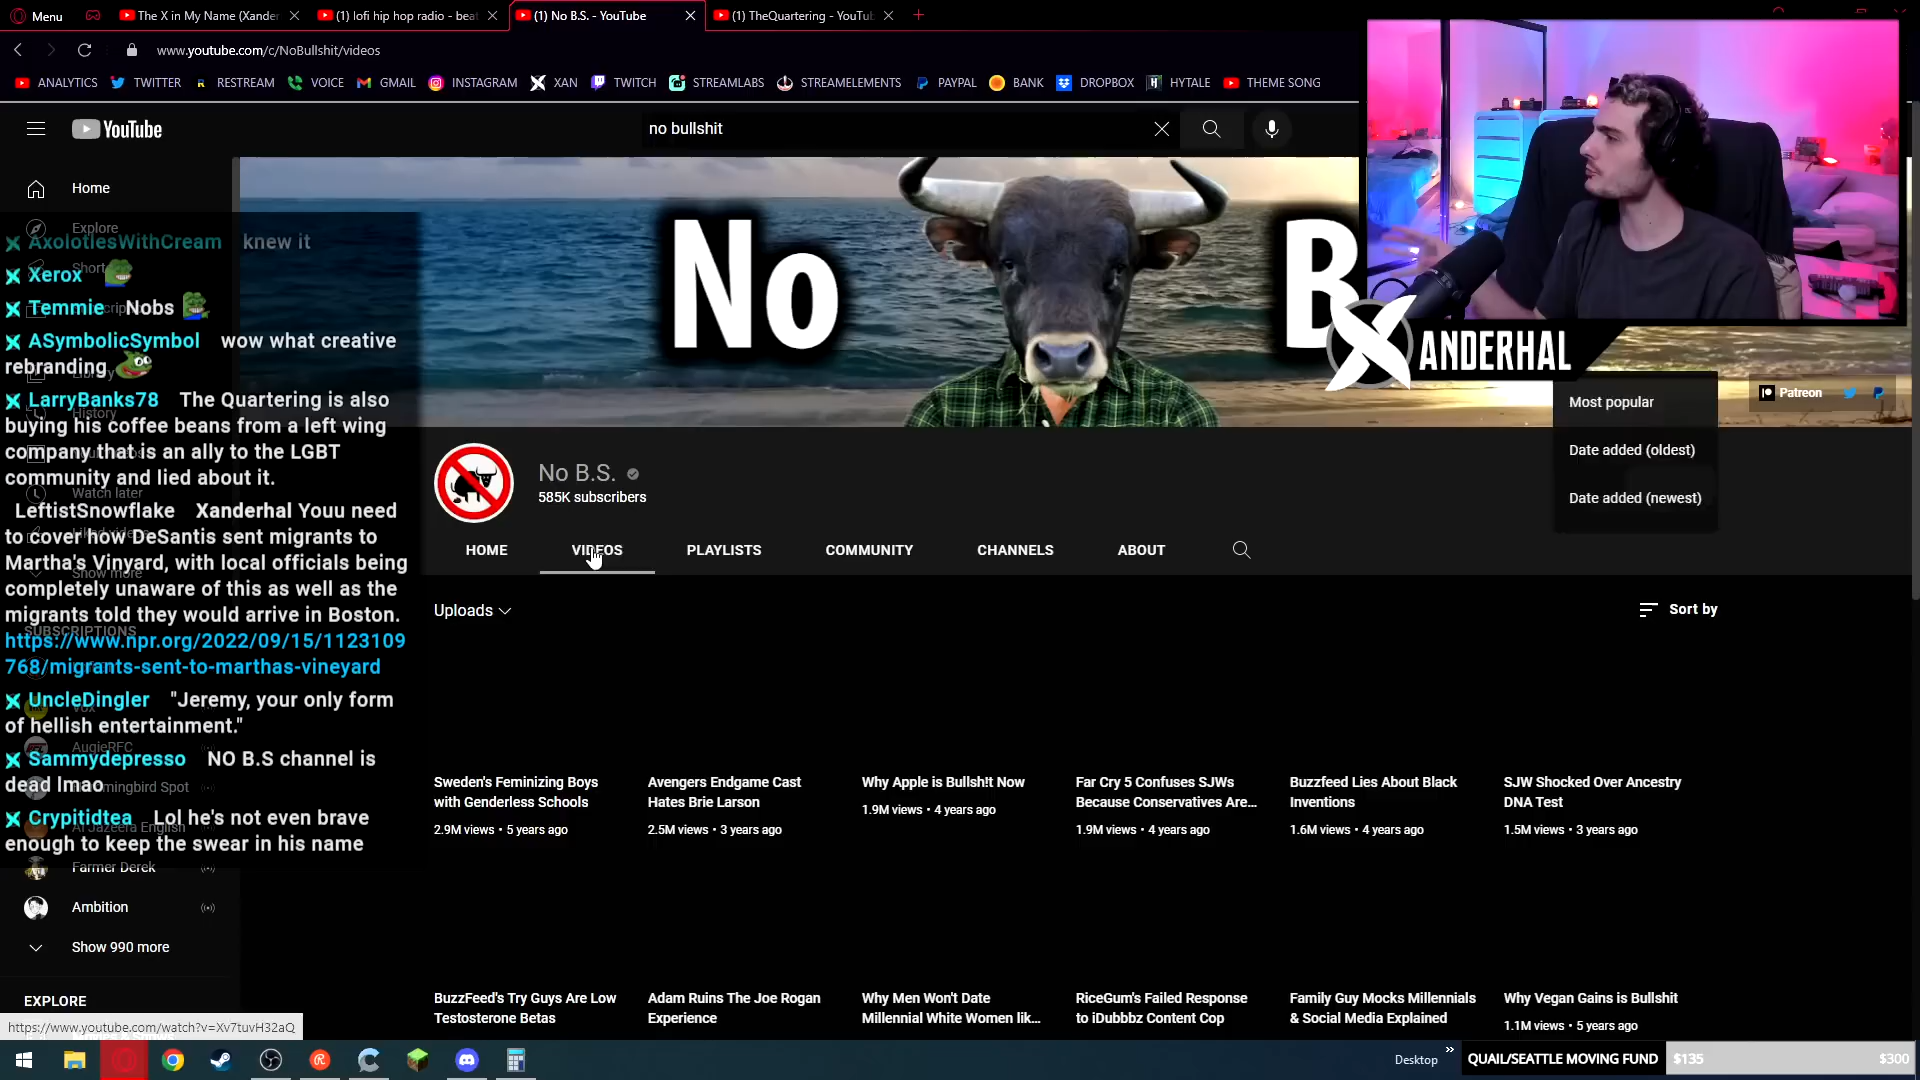 Menu
The X in My Name (Xander
(1) lofi hip hop radio - bea
(1) No B.S. - YouTube
(1) TheQuartering - YouTu
www.youtube.com/c/NoBullshit/videos
ANALYTICS TWITTER RESTREAM VOICE GMAIL INSTAGRAM XAN TWITCH STREAMLABS STREAMELEMENTS PAYPAL BANK DROPBOX HYTALE THEME SONG
YouTube
no bullshit
Home
Explore
No B
XANDERHAL
AxolotlesWithCream knew it
Xerox
Temmie Nobs
ASymbolicSymbol wow what creative
rebranding
LarryBanks78 The Quartering is also
buying his coffee beans from a left wing
company that is an ally to the LGBT
community and lied about it.
LeftistSnowflake Xanderhal Youu need
to cover how DeSantis sent migrants to
Martha's Vinyard, with local officials being
completely unaware of this as well as the
migrants told they would arrive in Boston.
https://www.npr.org/2022/09/15/1123109
768/migrants-sent-to-marthas-vineyard
UncleDingler "Jeremy, your only form
of hellish entertainment."
Sammydepresso NO B.S channel is
dead lmao
Crypitidtea Lol he's not even brave
enough to keep the swear in his name
History
Watch later
Show more
SUBSCRIPTIONS
Vox
AugieRFC
Al Jazeera English
Farmer Derek
Ambition
Show 990 more
EXPLORE
https://www.youtube.com/watch?v=Xv7tuvH32aQ
Most popular
Date added (oldest)
Date added (newest)
Patreon
No B.S.
585K subscribers
HOME VIDEOS PLAYLISTS COMMUNITY CHANNELS ABOUT
Uploads
Sort by
Sweden's Feminizing Boys
with Genderless Schools
2.9M views • 5 years ago
Avengers Endgame Cast
Hates Brie Larson
2.5M views • 3 years ago
Why Apple is Bullsh!t Now
1.9M views • 4 years ago
Far Cry 5 Confuses SJWs
Because Conservatives Are...
1.9M views • 4 years ago
Buzzfeed Lies About Black
Inventions
1.6M views • 4 years ago
SJW Shocked Over Ancestry
DNA Test
1.5M views • 3 years ago
BuzzFeed's Try Guys Are Low
Testosterone Betas
Adam Ruins The Joe Rogan
Experience
Why Men Won't Date
Millennial White Women lik...
RiceGum's Failed Response
to iDubbbz Content Cop
Family Guy Mocks Millennials
& Social Media Explained
Why Vegan Gains is Bullshit
1.1M views • 5 years ago
Desktop
QUAIL/SEATTLE MOVING FUND
$135
$300